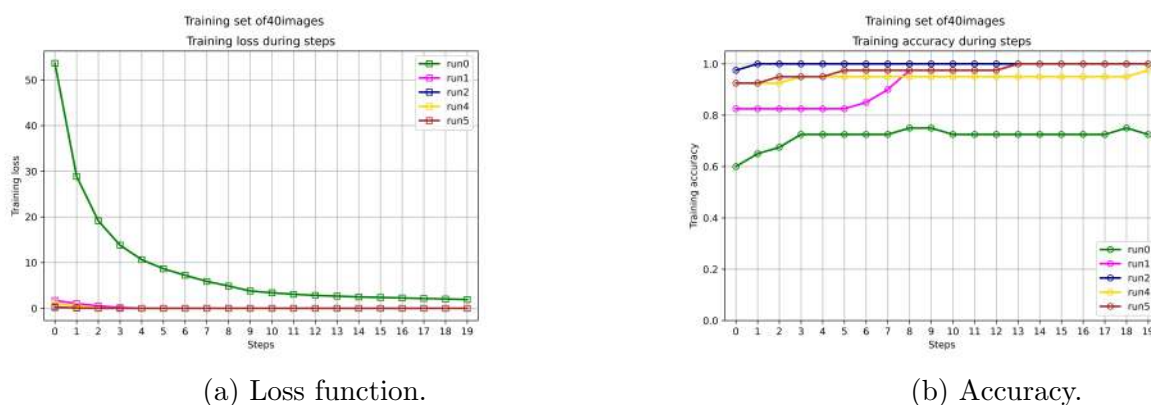 Training set of40images
Training loss during steps
50
40
30
20
10
0
Training loss
0 1 2 3 4 5 6 7 8 9 10 11 12 13 14 15 16 17 18 19
Steps
run0
run1
run2
run4
run5
(a) Loss function.
Training set of40images
Training accuracy during steps
1.0
0.8
0.6
0.4
0.2
0.0
Training accuracy
0 1 2 3 4 5 6 7 8 9 10 11 12 13 14 15 16 17 18 19
Steps
run0
run1
run2
run4
run5
(b) Accuracy.